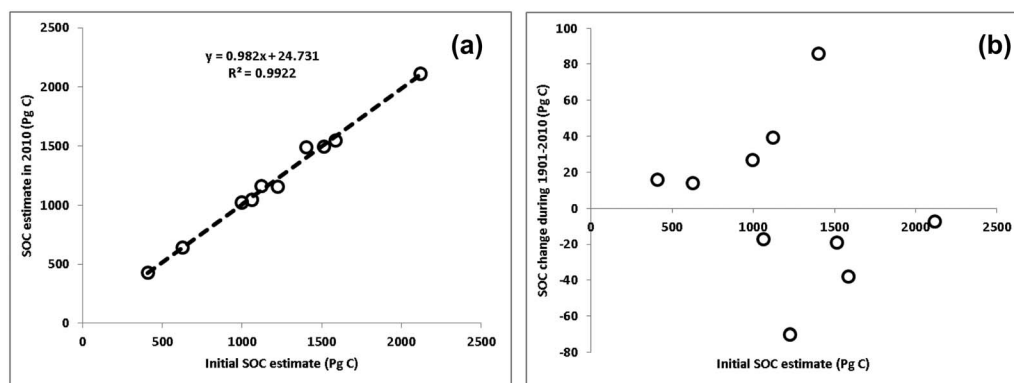 (a)
y = 0.982x + 24.731
R² = 0.9922
SOC estimate in 2010 (Pg C)
2500
2000
1500
1000
500
0
0 500 1000 1500 2000 2500
Initial SOC estimate (Pg C)
(b)
SOC change during 1901-2010 (Pg C)
100
80
60
40
20
0
-20
-40
-60
-80
0 500 1000 1500 2000 2500
Initial SOC estimate (Pg C)